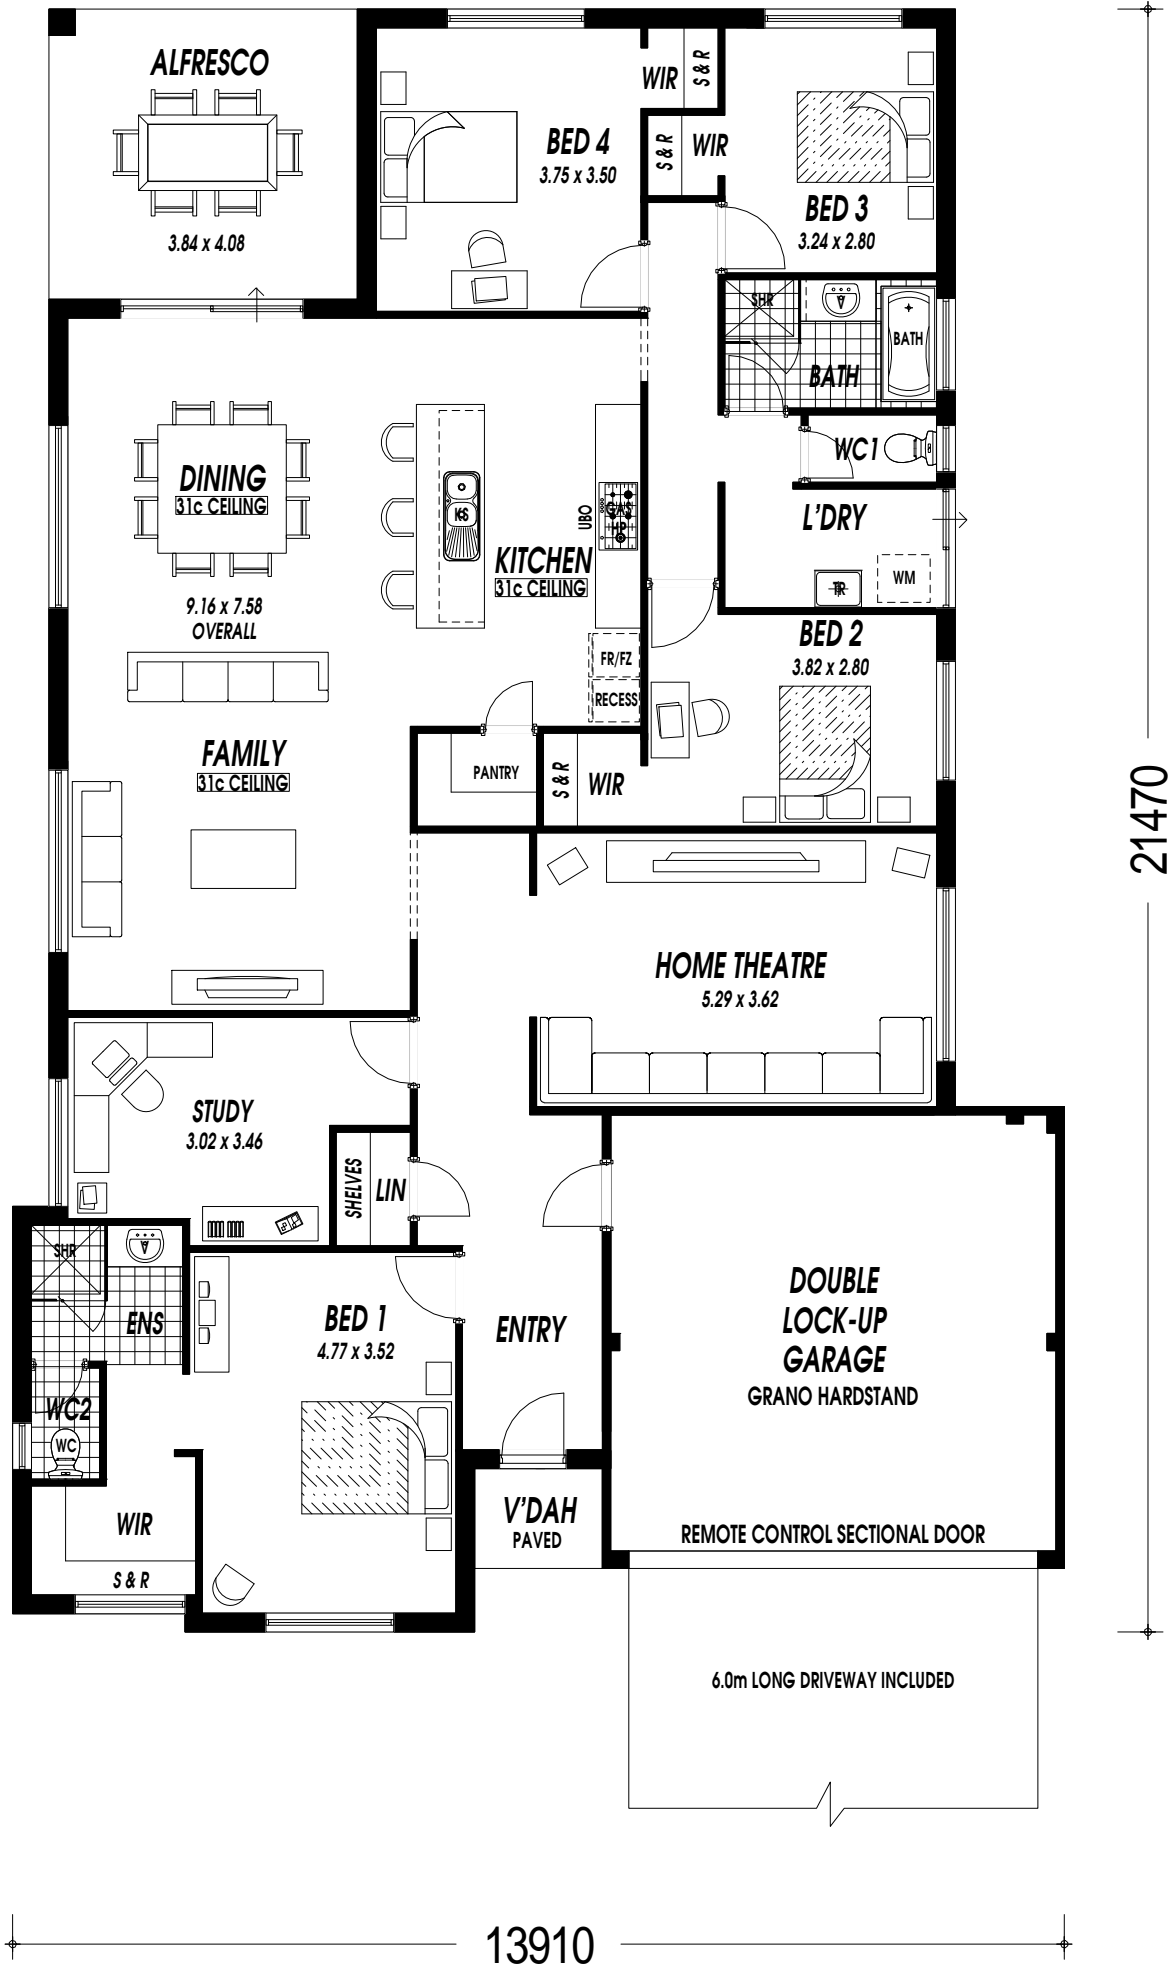 ALFRESCO
3.84 x 4.08
BED 4
3.75 x 3.50
WIR
S & R
S & R
WIR
BED 3
3.24 x 2.80
SHR
BATH
BATH
WC1
L'DRY
TR
WM
DINING
31c CEILING
9.16 x 7.58
OVERALL
KS
UBO
GAS
HP
KITCHEN
31c CEILING
FR/FZ
RECESS
BED 2
3.82 x 2.80
FAMILY
31c CEILING
PANTRY
S & R
WIR
21470
HOME THEATRE
5.29 x 3.62
STUDY
3.02 x 3.46
SHELVES
LIN
SHR
ENS
BED 1
4.77 x 3.52
ENTRY
DOUBLE
LOCK-UP
GARAGE
GRANO HARDSTAND
WC2
WC
WIR
S & R
V'DAH
PAVED
REMOTE CONTROL SECTIONAL DOOR
6.0m LONG DRIVEWAY INCLUDED
13910